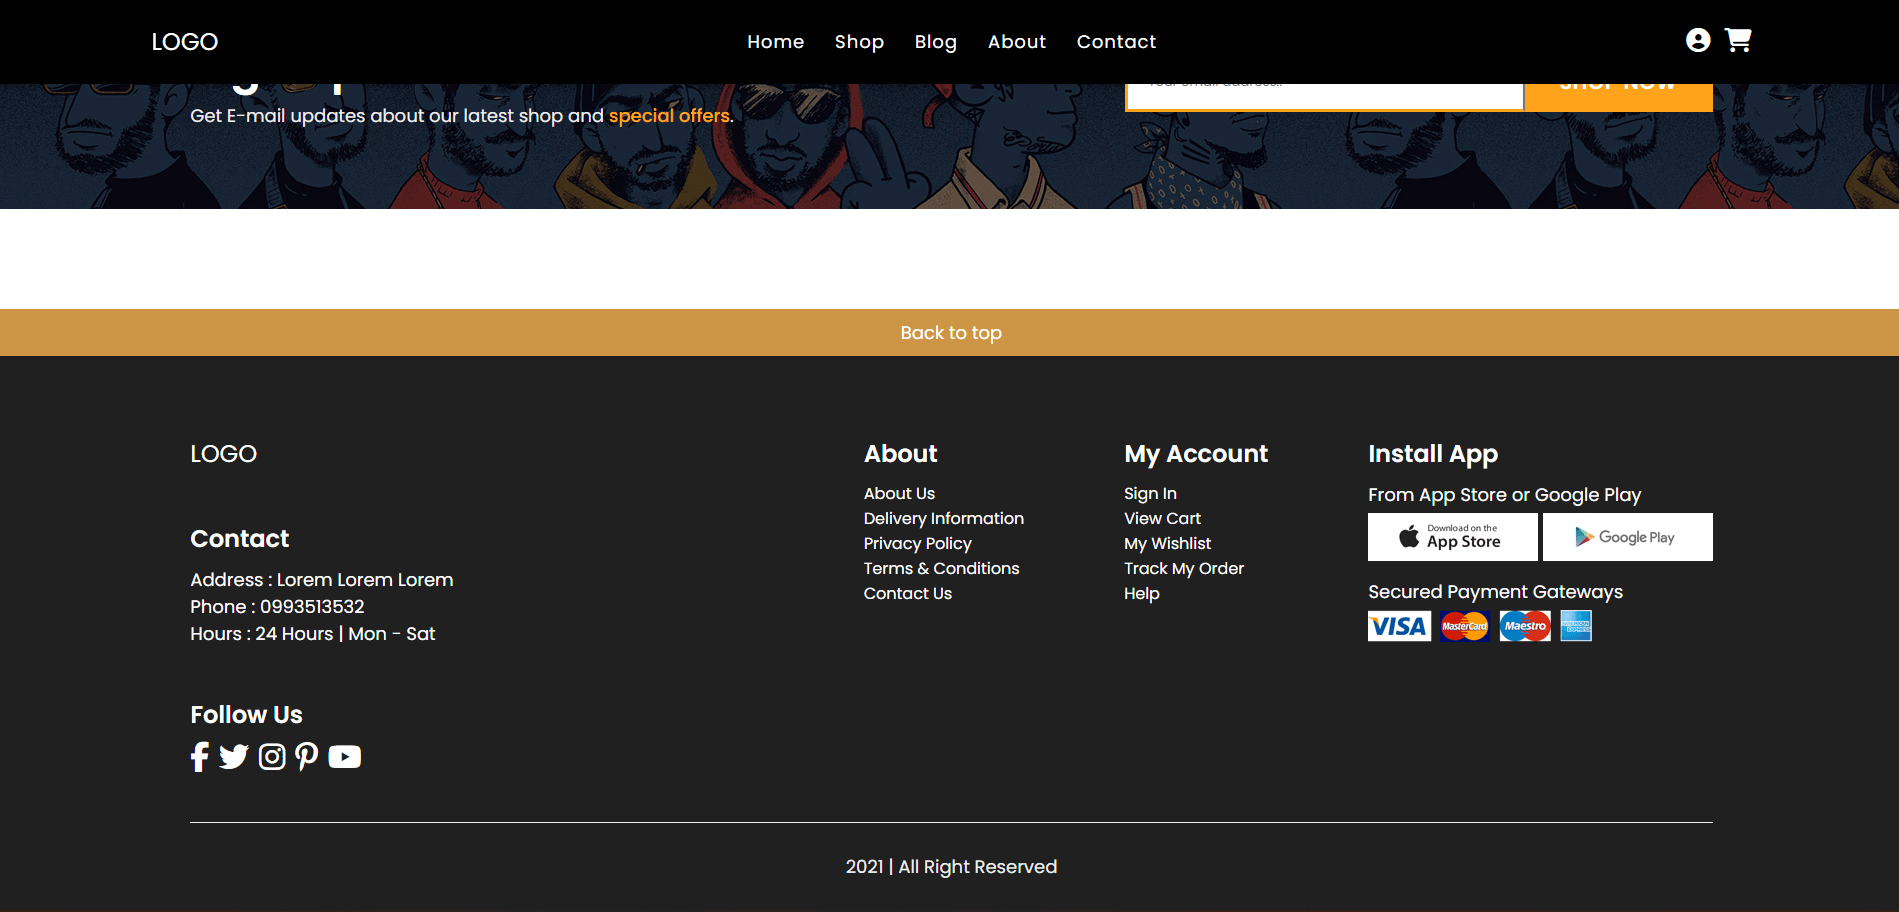 LOGO
Home Shop Blog About Contact
SHOP NOW
Get E-mail updates about our latest shop and special offers.
Back to top
LOGO
Contact
Address : Lorem Lorem Lorem
Phone : 0993513532
Hours : 24 Hours | Mon - Sat
Follow Us
About
About Us
Delivery Information
Privacy Policy
Terms & Conditions
Contact Us
My Account
Sign In
View Cart
My Wishlist
Track My Order
Help
Install App
From App Store or Google Play
Download on the
App Store
Google Play
Secured Payment Gateways
VISA MasterCard Maestro AMERICAN
EXPRESS
2021 | All Right Reserved